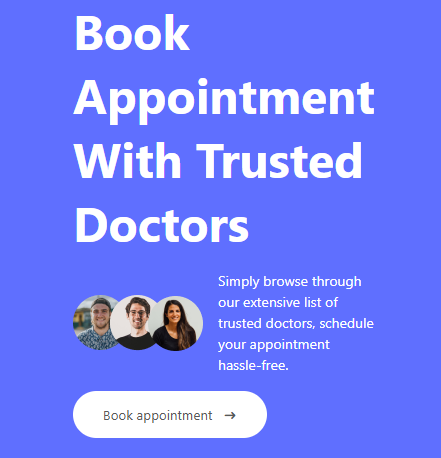 Book
Appointment
With Trusted
Doctors
Simply browse through
our extensive list of
trusted doctors, schedule
your appointment
hassle-free.
Book appointment →